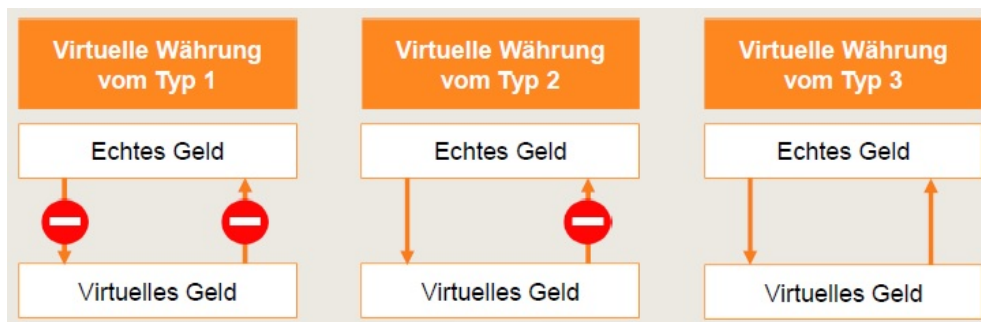 Virtuelle Währung
vom Typ 1
Echtes Geld
Virtuelles Geld
Virtuelle Währung
vom Typ 2
Echtes Geld
Virtuelles Geld
Virtuelle Währung
vom Typ 3
Echtes Geld
Virtuelles Geld